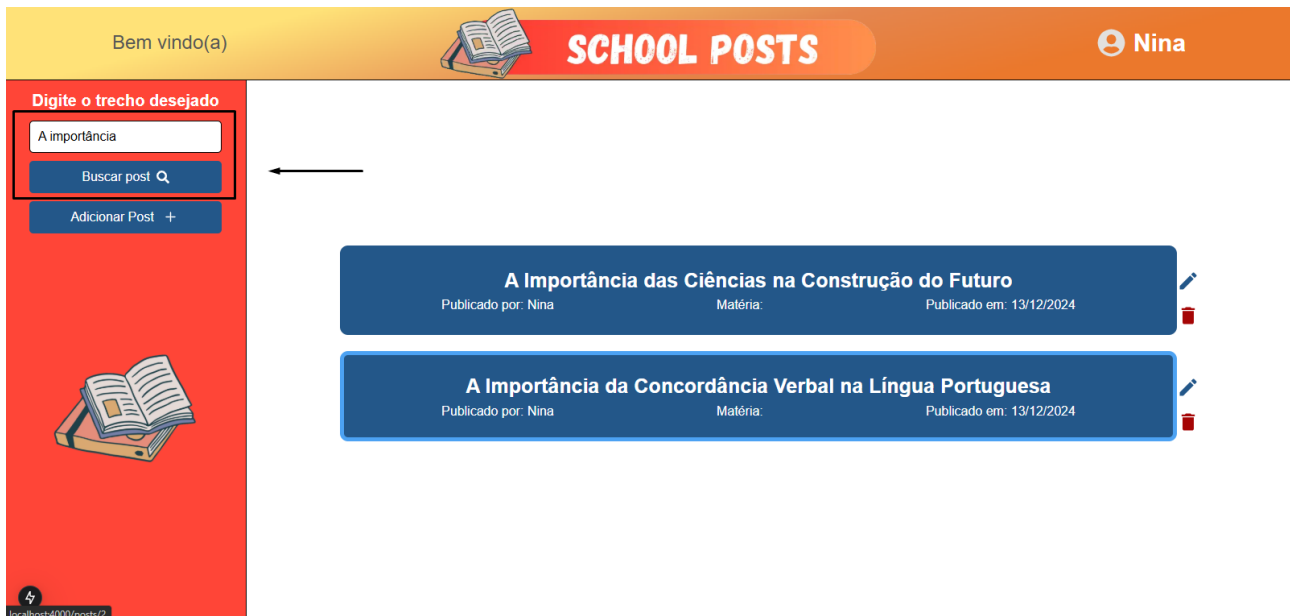 Bem vindo(a)
SCHOOL POSTS
Nina
Digite o trecho desejado
A importância
Buscar post
Adicionar Post +
A Importância das Ciências na Construção do Futuro
Publicado por: Nina Matéria: Publicado em: 13/12/2024
A Importância da Concordância Verbal na Língua Portuguesa
Publicado por: Nina Matéria: Publicado em: 13/12/2024
localhost:4000/posts/2